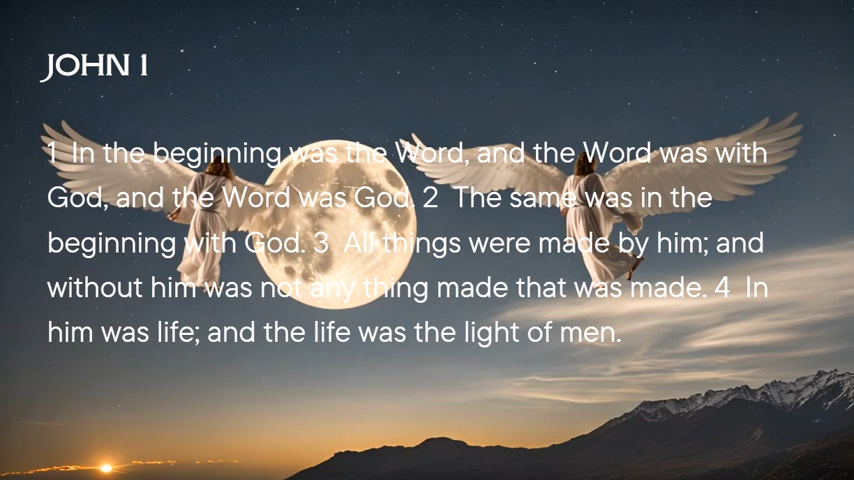 JOHN 1
1 In the beginning was the Word, and the Word was with
God, and the Word was God. 2 The same was in the
beginning with God. 3 All things were made by him; and
without him was not any thing made that was made. 4 In
him was life; and the life was the light of men.